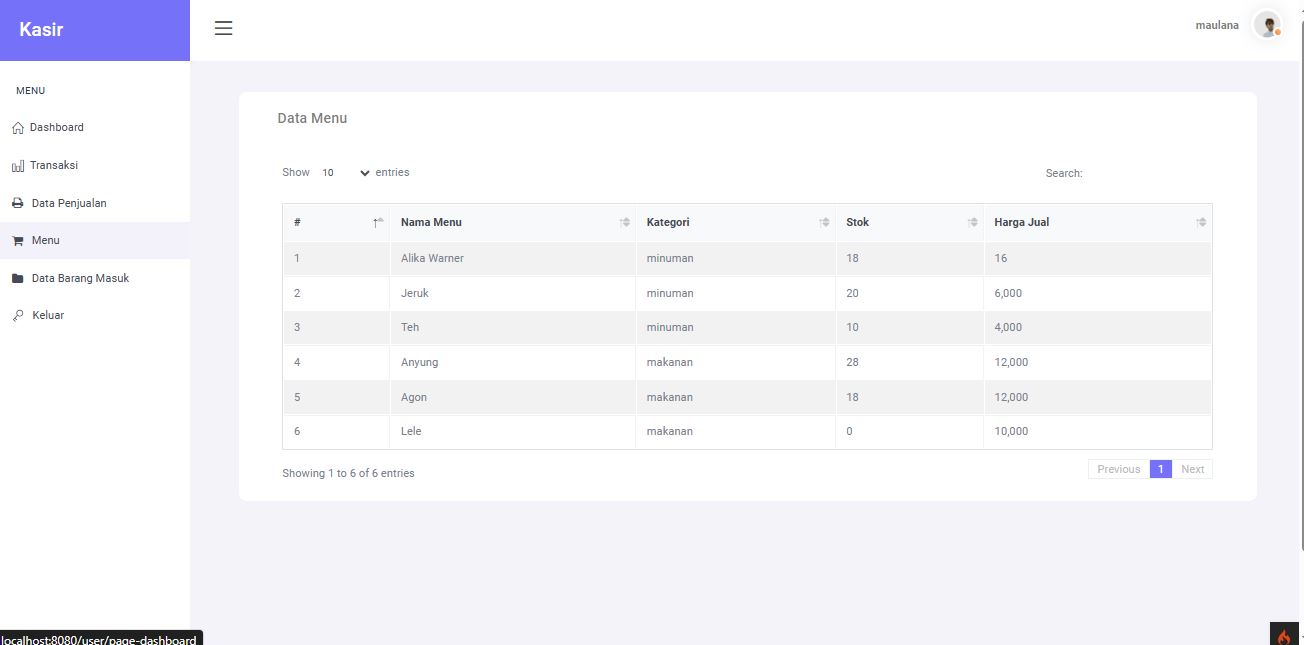 Kasir
maulana
MENU
Dashboard
Transaksi
Data Penjualan
Menu
Data Barang Masuk
Keluar
Data Menu
Show 10 entries
Search:
# Nama Menu Kategori Stok Harga Jual
1 Alika Warner minuman 18 16
2 Jeruk minuman 20 6,000
3 Teh minuman 10 4,000
4 Anyung makanan 28 12,000
5 Agon makanan 18 12,000
6 Lele makanan 0 10,000
Showing 1 to 6 of 6 entries
Previous 1 Next
localhost:8080/user/page-dashboard